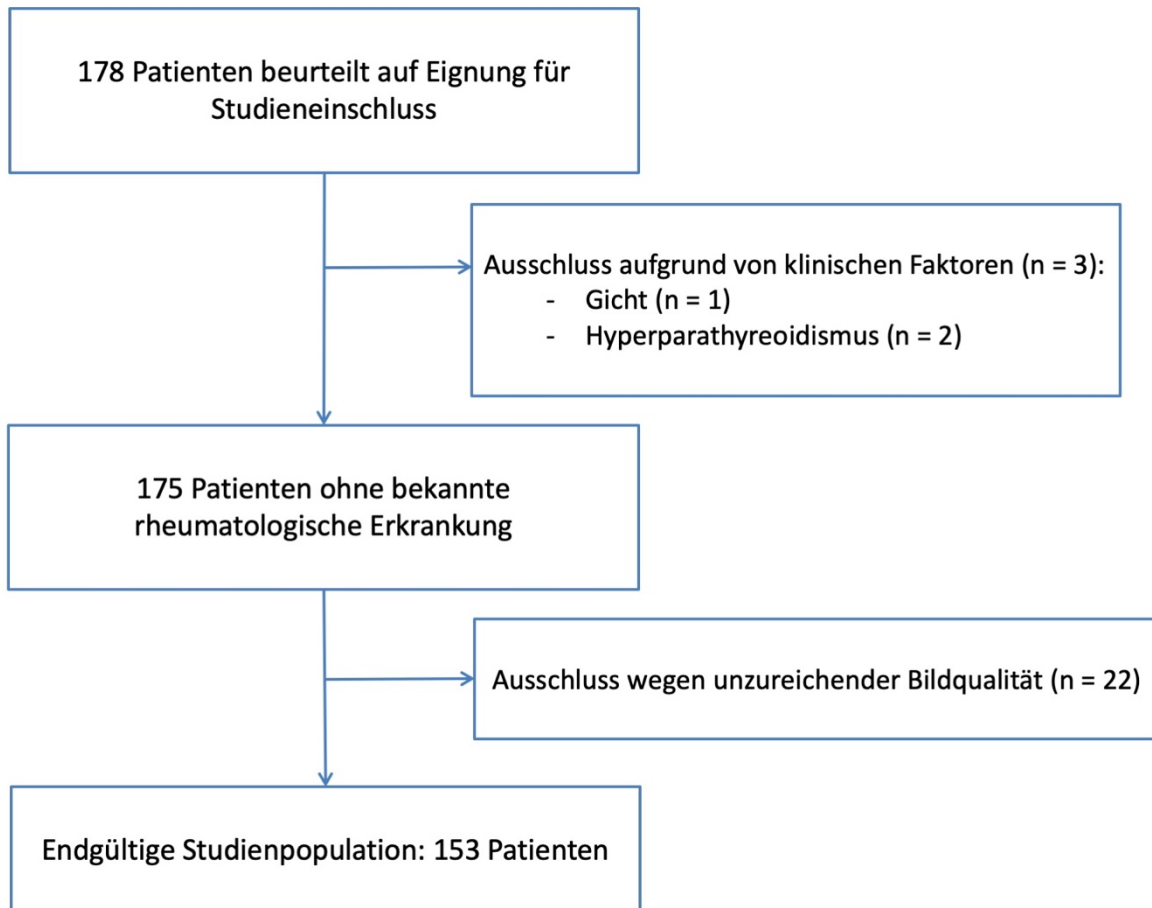 178 Patienten beurteilt auf Eignung für
Studieneinschluss
Ausschluss aufgrund von klinischen Faktoren (n = 3):
- Gicht (n = 1)
- Hyperparathyreoidismus (n = 2)
175 Patienten ohne bekannte
rheumatologische Erkrankung
Ausschluss wegen unzureichender Bildqualität (n = 22)
Endgültige Studienpopulation: 153 Patienten